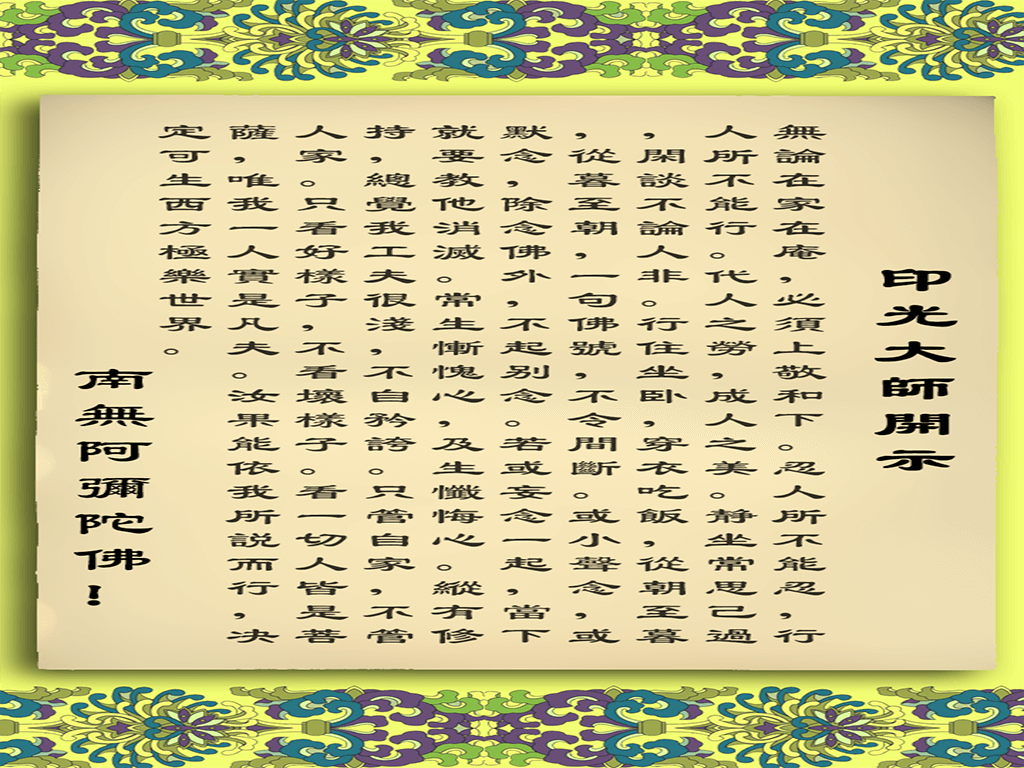 印光大師開示
無論在家在庵，必須上敬和下。忍人所不能忍，行
人所不能行。代人之勞，成人之美。靜坐常思己過
，閑談不論人非。行住坐卧，穿衣吃飯，從朝至暮
，從暮至朝，一句佛號，不令間斷。或小聲念，或
默念，除念佛外，不起別念。若或妄念一起，當下
就要教他消滅。常生慚愧心，及生懺悔心。縱有修
持，總覺我工夫很淺，不自矜誇。只管自家，不管
人家。只看好樣子，不看壞樣子。看一切人皆是菩
薩，唯我一人實是凡夫。汝果能依我所説而行，决
定可生西方極樂世界。
南無阿彌陀佛！